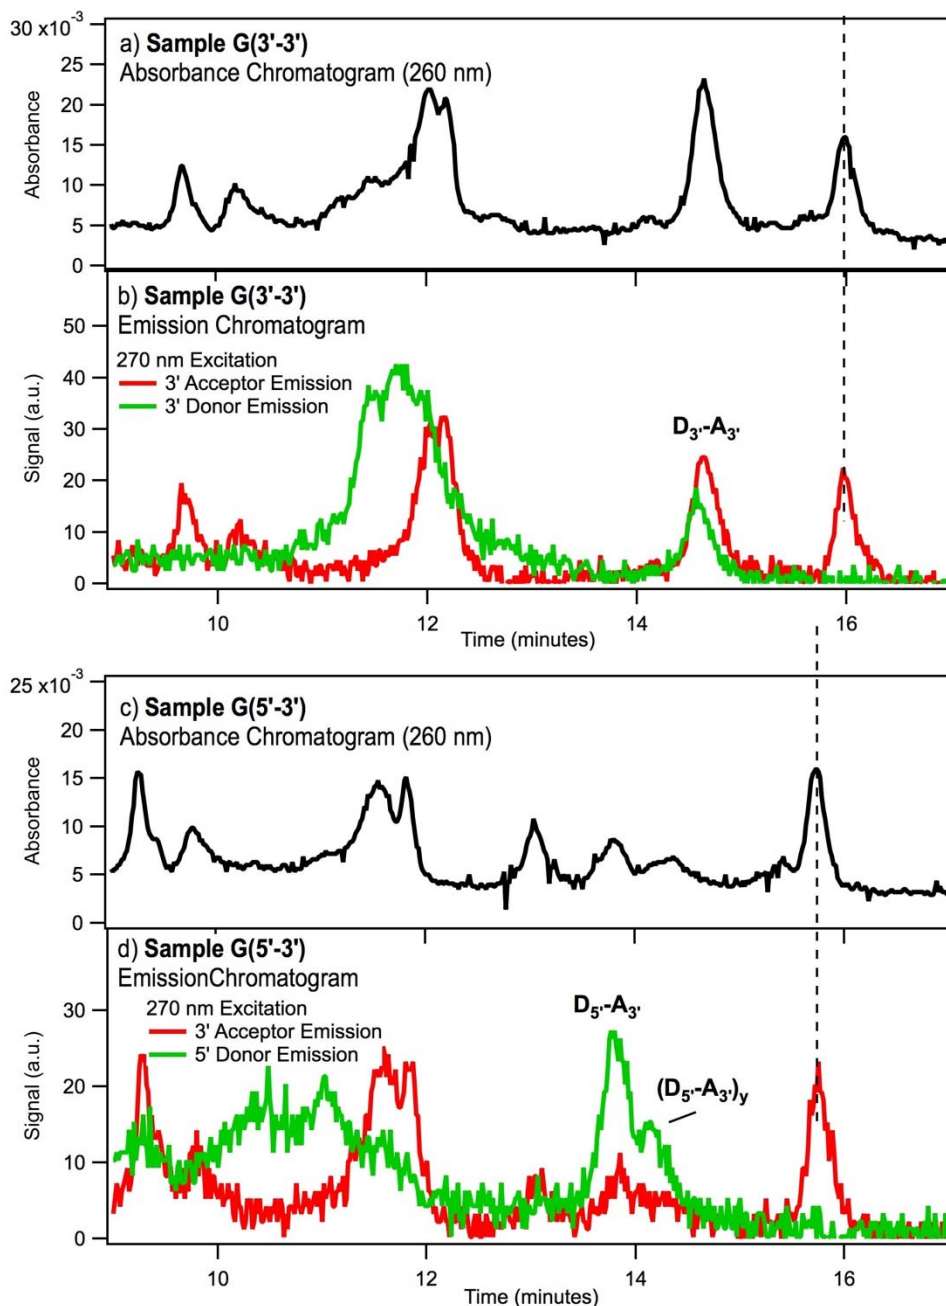 30 x10-3
a) Sample G(3'-3')
Absorbance Chromatogram (260 nm)
25
20
15
10
5
0
Absorbance
b) Sample G(3'-3')
Emission Chromatogram
270 nm Excitation
3' Acceptor Emission
3' Donor Emission
D3'-A3'
50
40
30
20
10
0
Signal (a.u.)
10 12 14 16
Time (minutes)
25 x10-3
c) Sample G(5'-3')
Absorbance Chromatogram (260 nm)
20
15
10
5
0
Absorbance
d) Sample G(5'-3')
EmissionChromatogram
270 nm Excitation
3' Acceptor Emission
5' Donor Emission
D5'-A3'
(D5'-A3')y
30
20
10
0
Signal (a.u.)
10 12 14 16
Time (minutes)